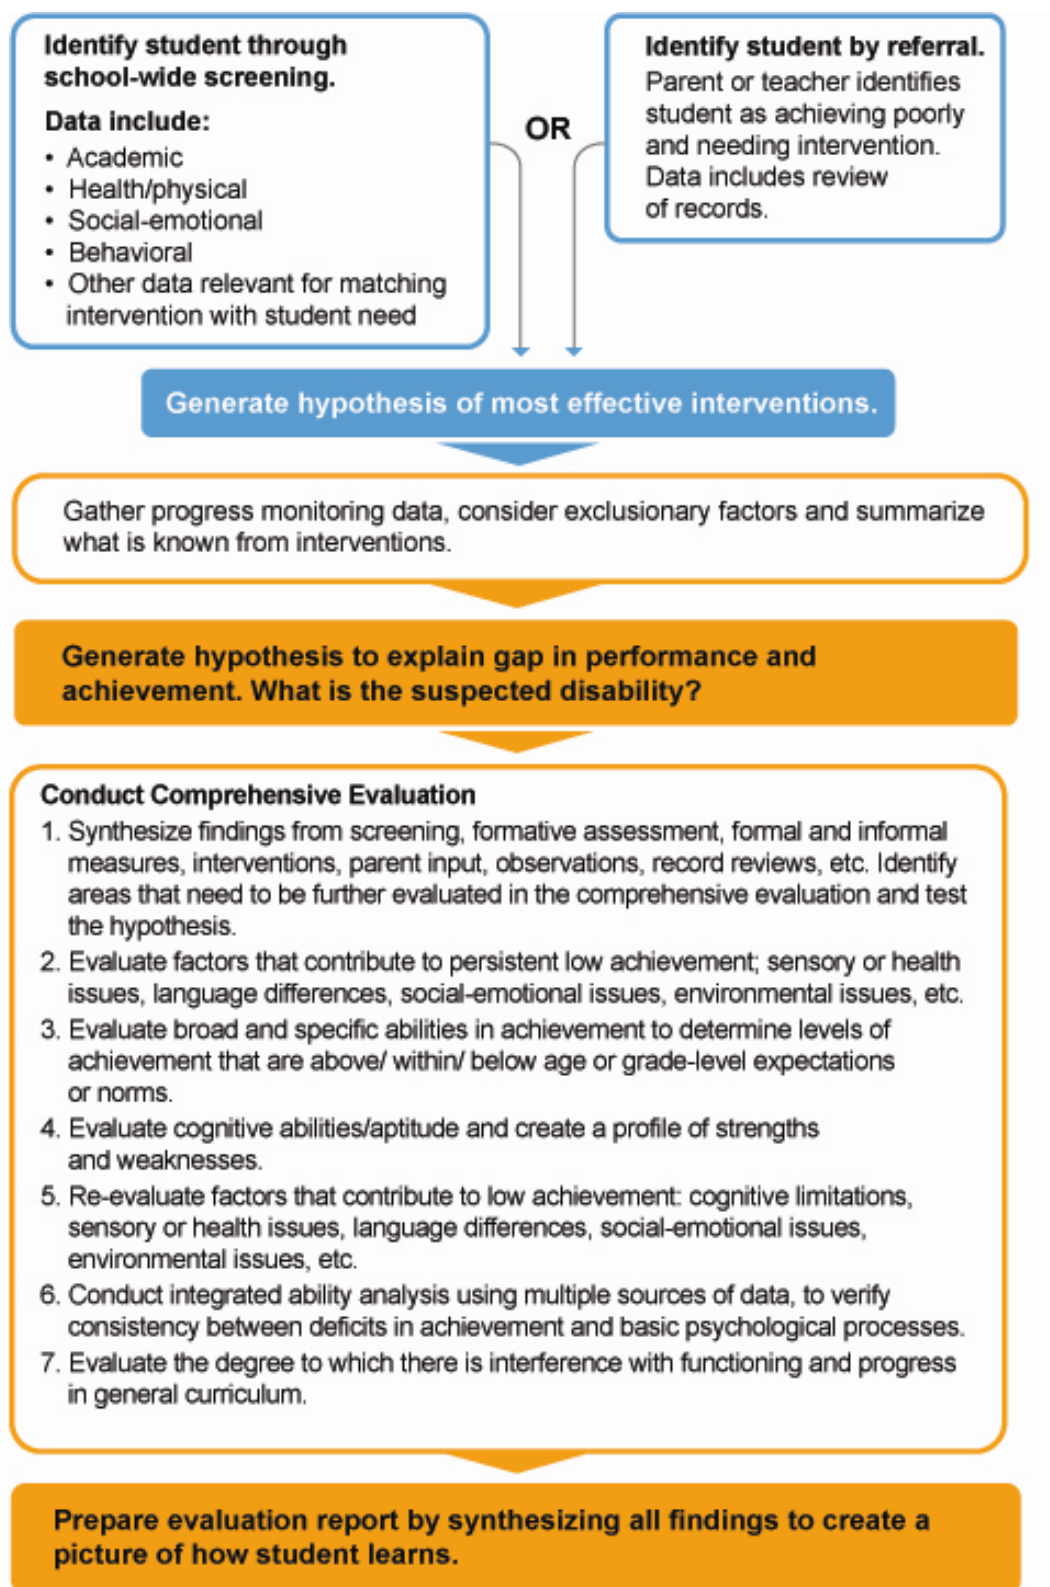 Identify student through
school-wide screening.
Data include:
• Academic
• Health/physical
• Social-emotional
• Behavioral
• Other data relevant for matching
intervention with student need
OR
Identify student by referral.
Parent or teacher identifies
student as achieving poorly
and needing intervention.
Data includes review
of records.
Generate hypothesis of most effective interventions.
Gather progress monitoring data, consider exclusionary factors and summarize
what is known from interventions.
Generate hypothesis to explain gap in performance and
achievement. What is the suspected disability?
Conduct Comprehensive Evaluation
1. Synthesize findings from screening, formative assessment, formal and informal
measures, interventions, parent input, observations, record reviews, etc. Identify
areas that need to be further evaluated in the comprehensive evaluation and test
the hypothesis.
2. Evaluate factors that contribute to persistent low achievement; sensory or health
issues, language differences, social-emotional issues, environmental issues, etc.
3. Evaluate broad and specific abilities in achievement to determine levels of
achievement that are above/ within/ below age or grade-level expectations
or norms.
4. Evaluate cognitive abilities/aptitude and create a profile of strengths
and weaknesses.
5. Re-evaluate factors that contribute to low achievement: cognitive limitations,
sensory or health issues, language differences, social-emotional issues,
environmental issues, etc.
6. Conduct integrated ability analysis using multiple sources of data, to verify
consistency between deficits in achievement and basic psychological processes.
7. Evaluate the degree to which there is interference with functioning and progress
in general curriculum.
Prepare evaluation report by synthesizing all findings to create a
picture of how student learns.